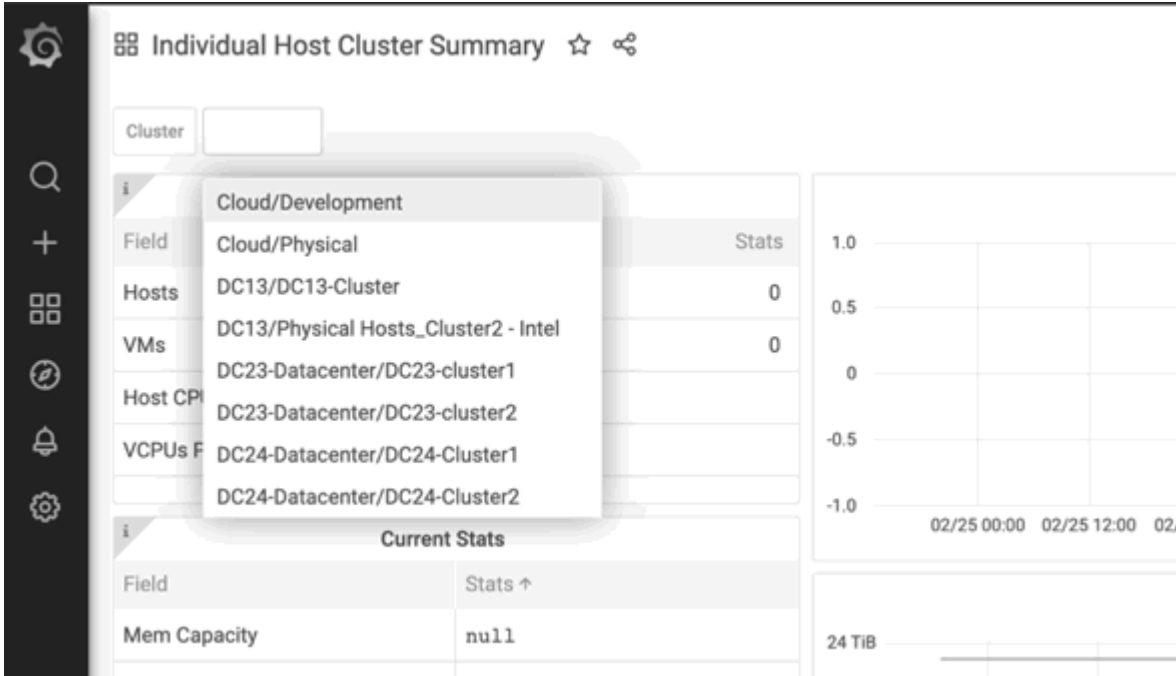 Individual Host Cluster Summary
Cluster
i
Cloud/Development
Cloud/Physical
DC13/DC13-Cluster
DC13/Physical Hosts_Cluster2 - Intel
DC23-Datacenter/DC23-cluster1
DC23-Datacenter/DC23-cluster2
DC24-Datacenter/DC24-Cluster1
DC24-Datacenter/DC24-Cluster2
Field Stats
Hosts 0
VMs 0
Host CP
VCPUs
i
Current Stats
Field Stats ↑
Mem Capacity null
1.0
0.5
0
-0.5
-1.0
02/25 00:00 02/25 12:00 02/
24 TiB